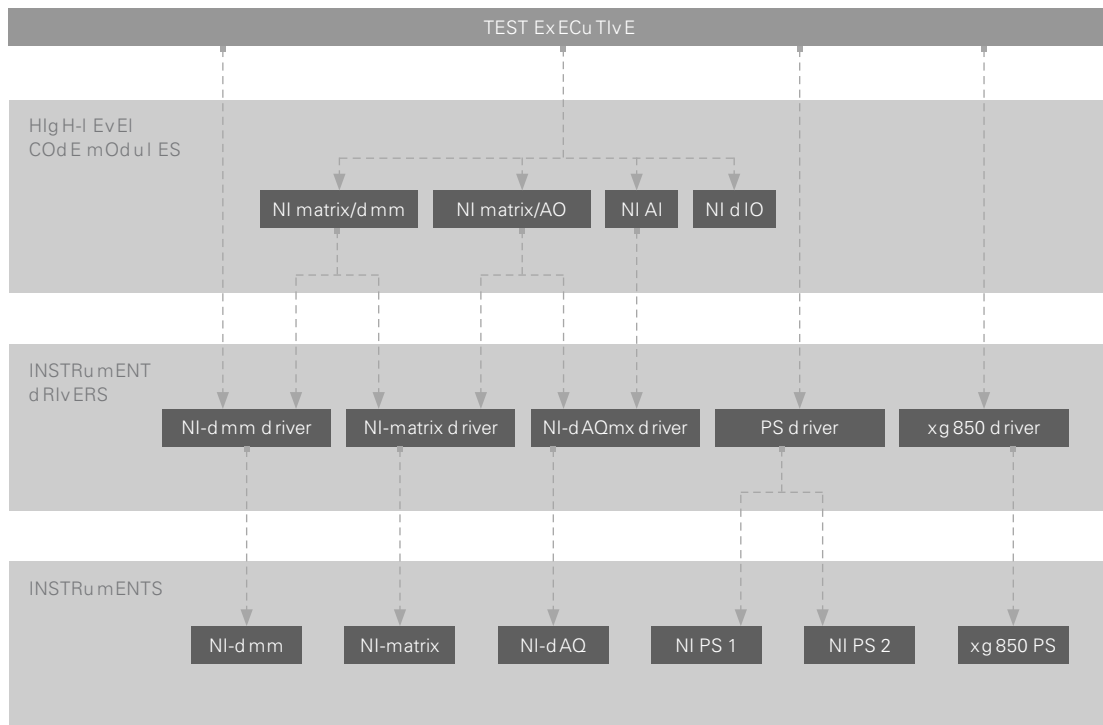 TEST ExECuTIvE
HIgH-lEvEl
COdE mOdulES
NI matrix/dmm
NI matrix/AO
NI AI
NI dIO
INSTRumENT
dRIvERS
NI-dmm driver
NI-matrix driver
NI-dAQmx driver
PS driver
xg850 driver
INSTRumENTS
NI-dmm
NI-matrix
NI-dAQ
NI PS 1
NI PS 2
xg850 PS